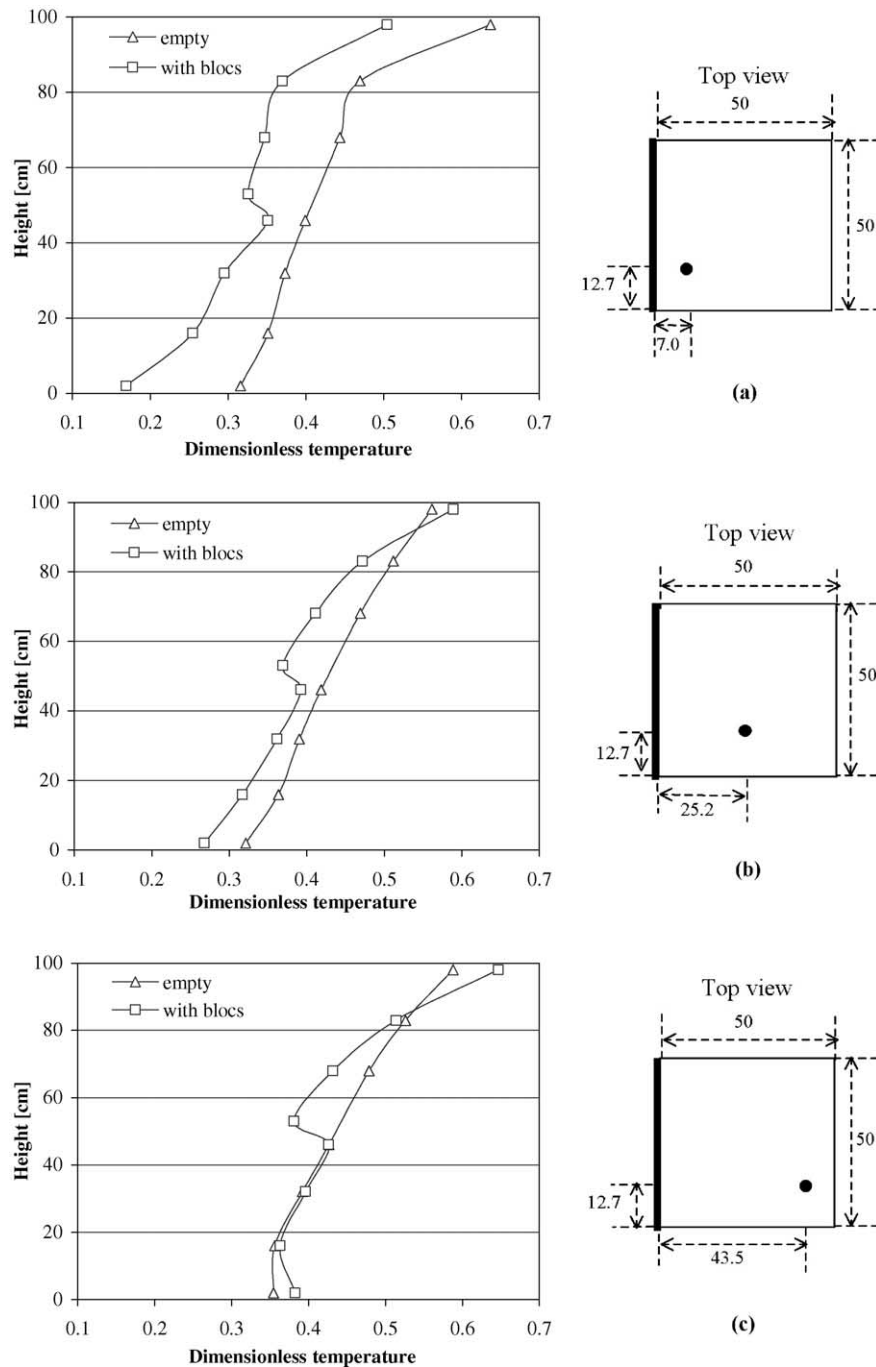 100
80
60
40
20
0
Height [cm]
empty
with blocs
0.1 0.2 0.3 0.4 0.5 0.6 0.7
Dimensionless temperature
Top view
50
50
12.7
7.0
(a)
100
80
60
40
20
0
Height [cm]
empty
with blocs
0.1 0.2 0.3 0.4 0.5 0.6 0.7
Dimensionless temperature
Top view
50
50
12.7
25.2
(b)
100
80
60
40
20
0
Height [cm]
empty
with blocs
0.1 0.2 0.3 0.4 0.5 0.6 0.7
Dimensionless temperature
Top view
50
50
12.7
43.5
(c)